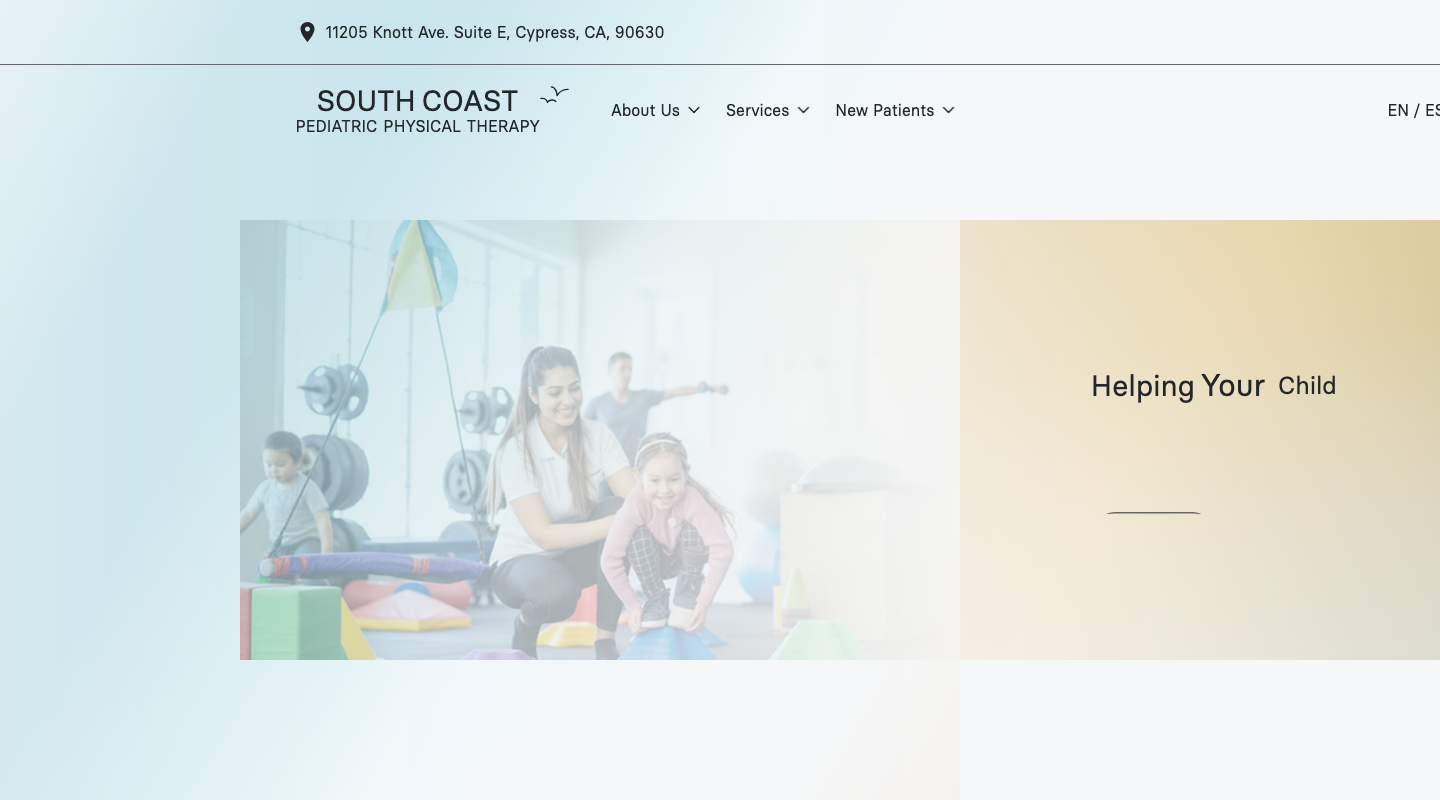 11205 Knott Ave. Suite E, Cypress, CA, 90630
SOUTH COAST
PEDIATRIC PHYSICAL THERAPY
About Us
Services
New Patients
EN / ES
Helping Your Child